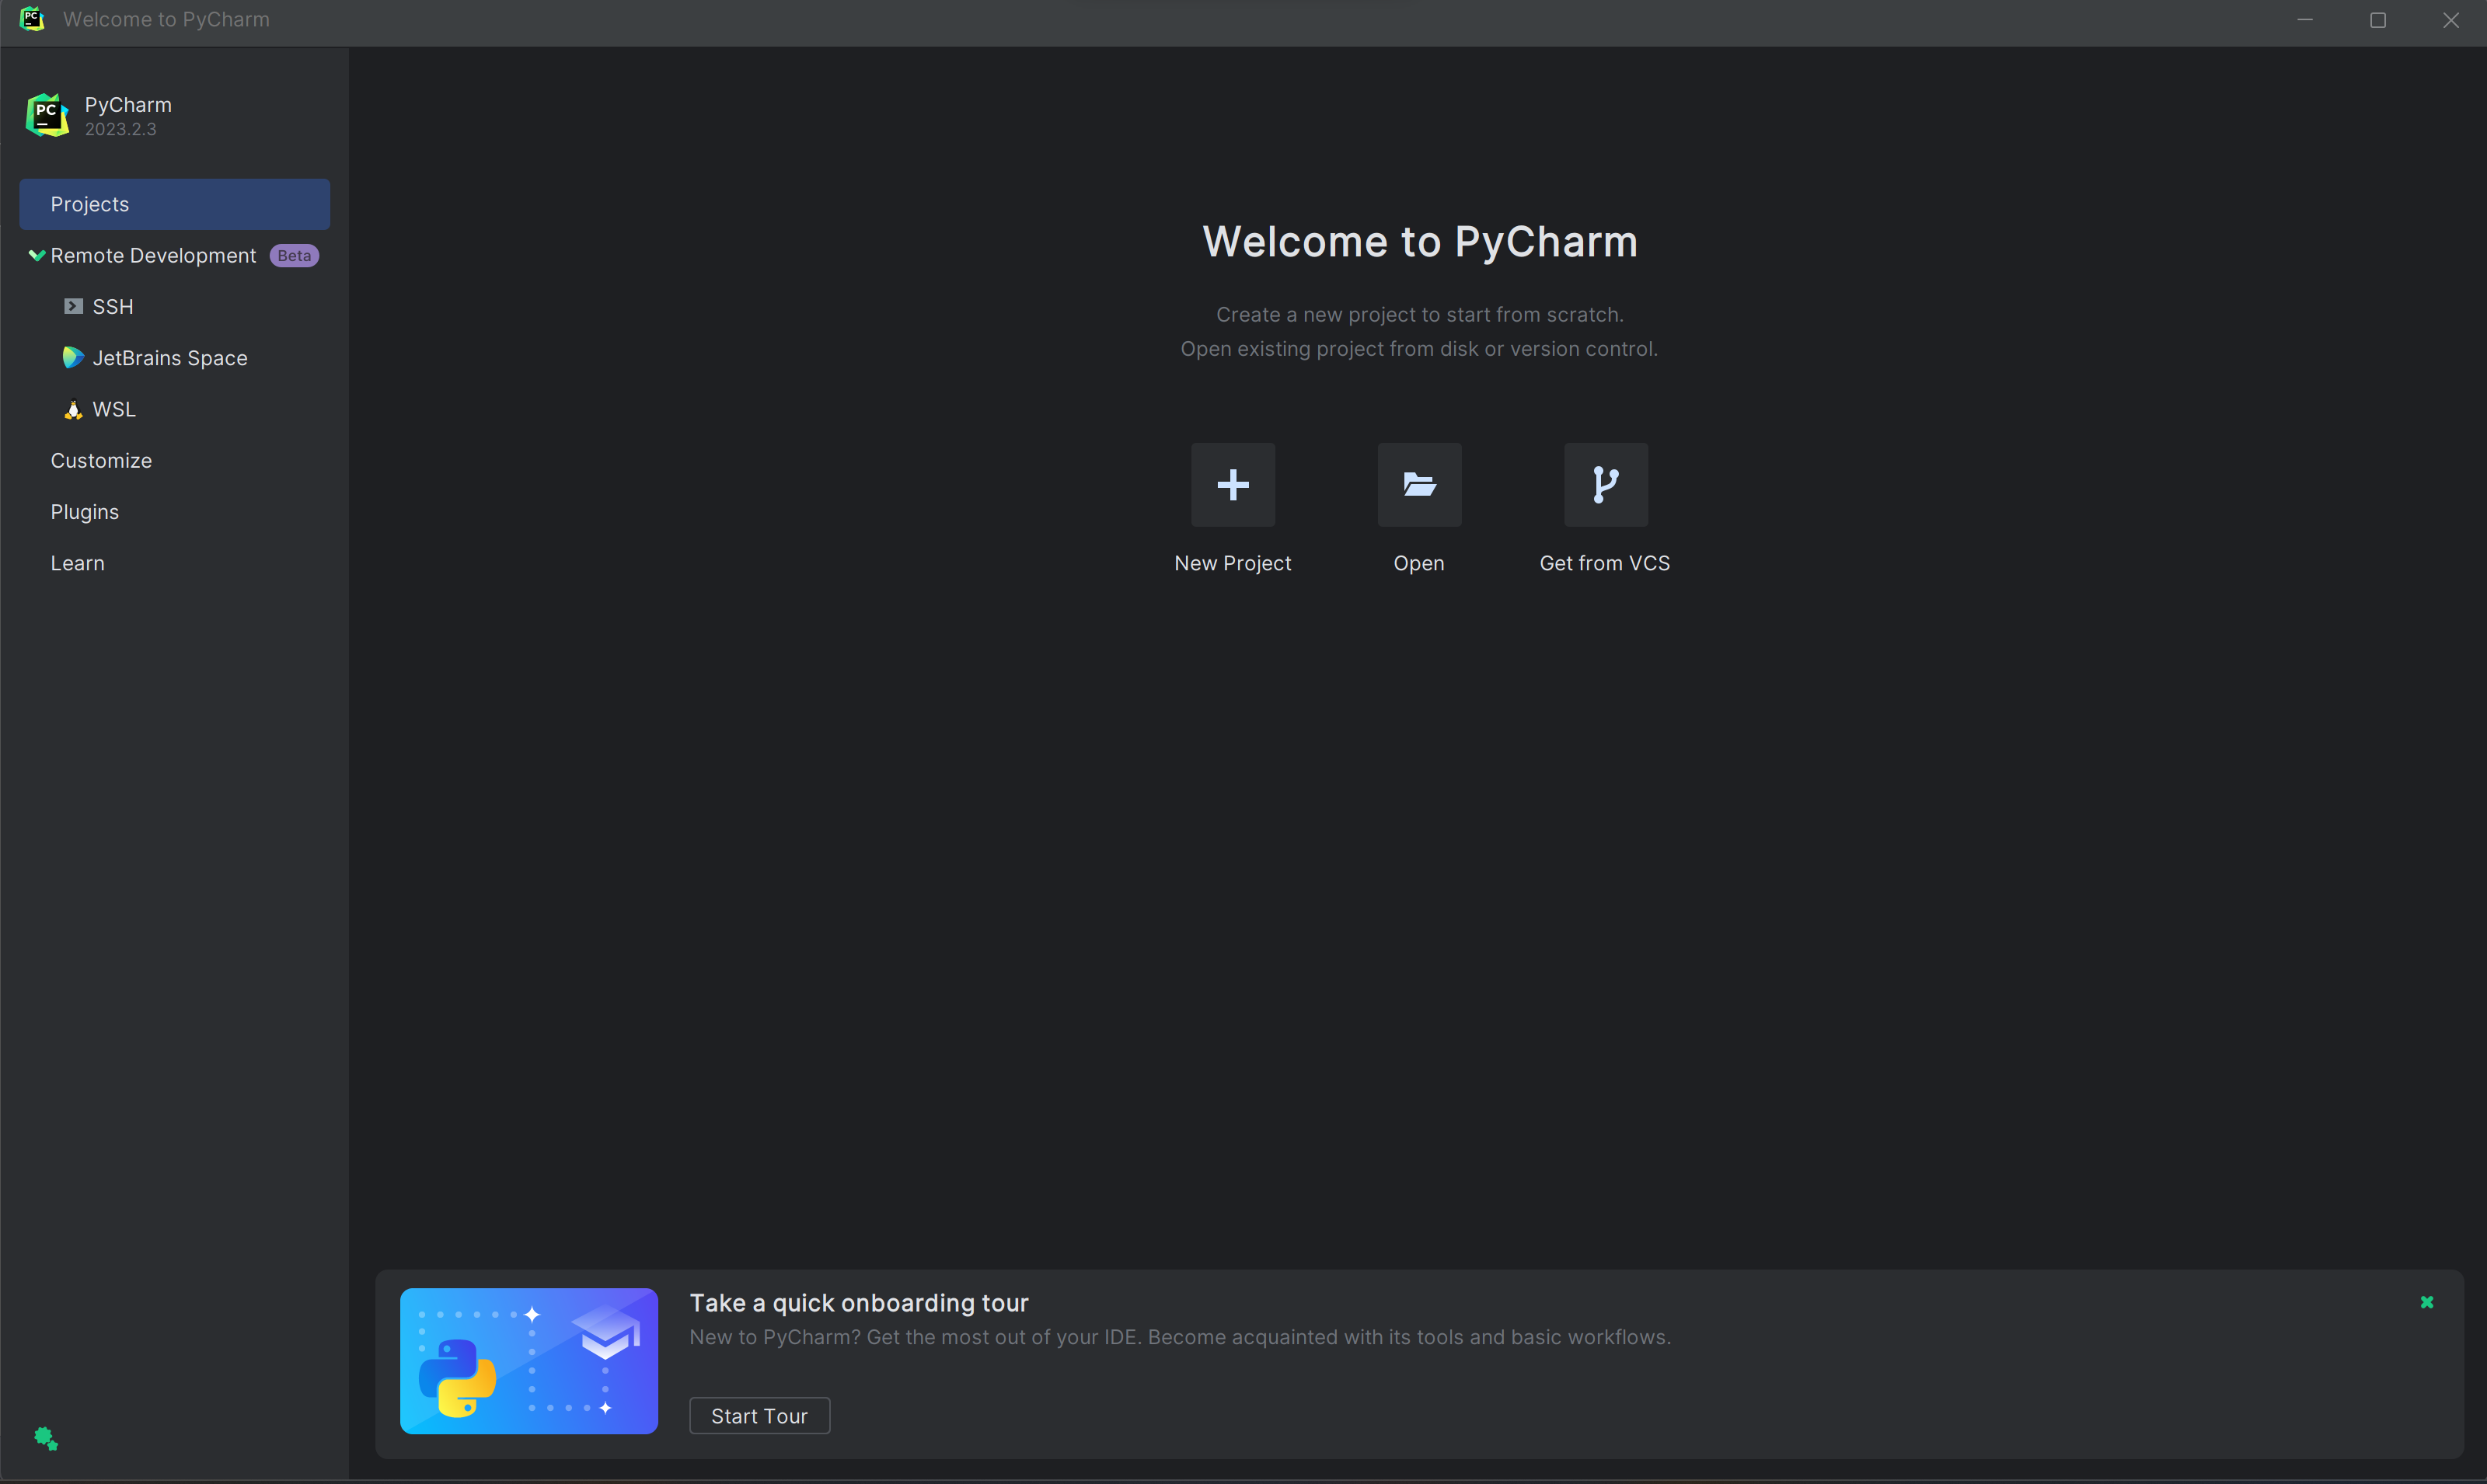 Welcome to PyCharm
PyCharm
2023.2.3
Projects
Remote Development Beta
SSH
JetBrains Space
WSL
Customize
Plugins
Learn
Welcome to PyCharm
Create a new project to start from scratch.
Open existing project from disk or version control.
New Project
Open
Get from VCS
Take a quick onboarding tour
New to PyCharm? Get the most out of your IDE. Become acquainted with its tools and basic workflows.
Start Tour